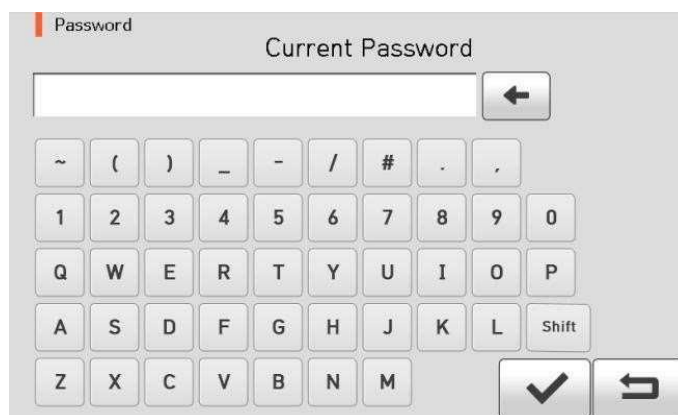 Password
Current Password
~ ( ) _ - / # . ,
1 2 3 4 5 6 7 8 9 0
Q W E R T Y U I O P
A S D F G H J K L Shift
Z X C V B N M